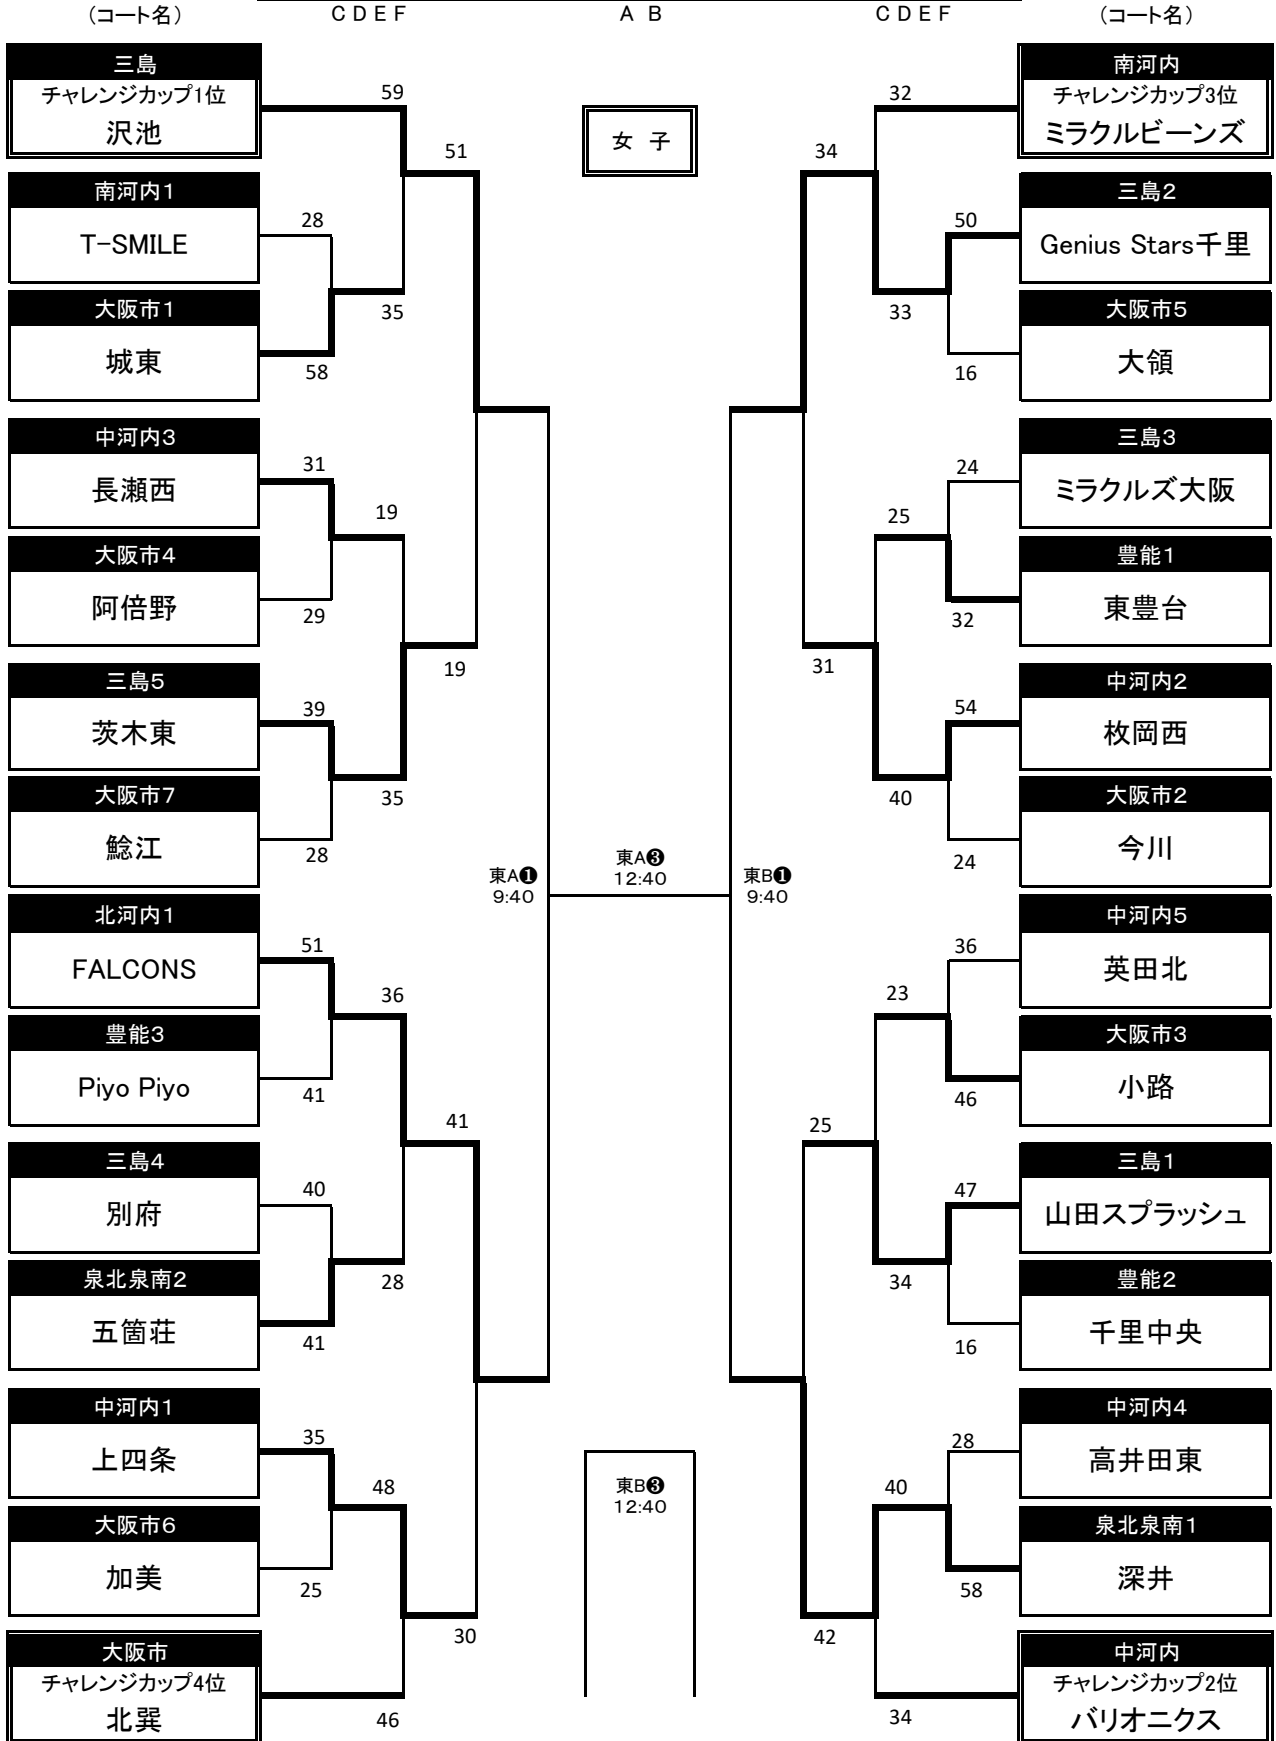 (コート名)
C D E F
A B
C D E F
(コート名)
女 子
三島
チャレンジカップ1位
沢池
59
51
南河内1
T-SMILE
28
35
大阪市1
城東
58
中河内3
長瀬西
31
19
大阪市4
阿倍野
29
19
三島5
茨木東
39
35
大阪市7
鯰江
28
北河内1
FALCONS
51
36
豊能3
Piyo Piyo
41
41
三島4
別府
40
28
泉北泉南2
五箇荘
41
中河内1
上四条
35
48
大阪市6
加美
25
30
大阪市
チャレンジカップ4位
北巽
46
東A❶
9:40
東A❸
12:40
東B❶
9:40
東B❸
12:40
南河内
チャレンジカップ3位
ミラクルビーンズ
32
34
三島2
Genius Stars千里
50
33
大阪市5
大領
16
三島3
ミラクルズ大阪
24
25
豊能1
東豊台
32
31
中河内2
枚岡西
54
40
大阪市2
今川
24
中河内5
英田北
36
23
大阪市3
小路
46
25
三島1
山田スプラッシュ
47
34
豊能2
千里中央
16
中河内4
高井田東
28
40
泉北泉南1
深井
58
42
中河内
チャレンジカップ2位
バリオニクス
34